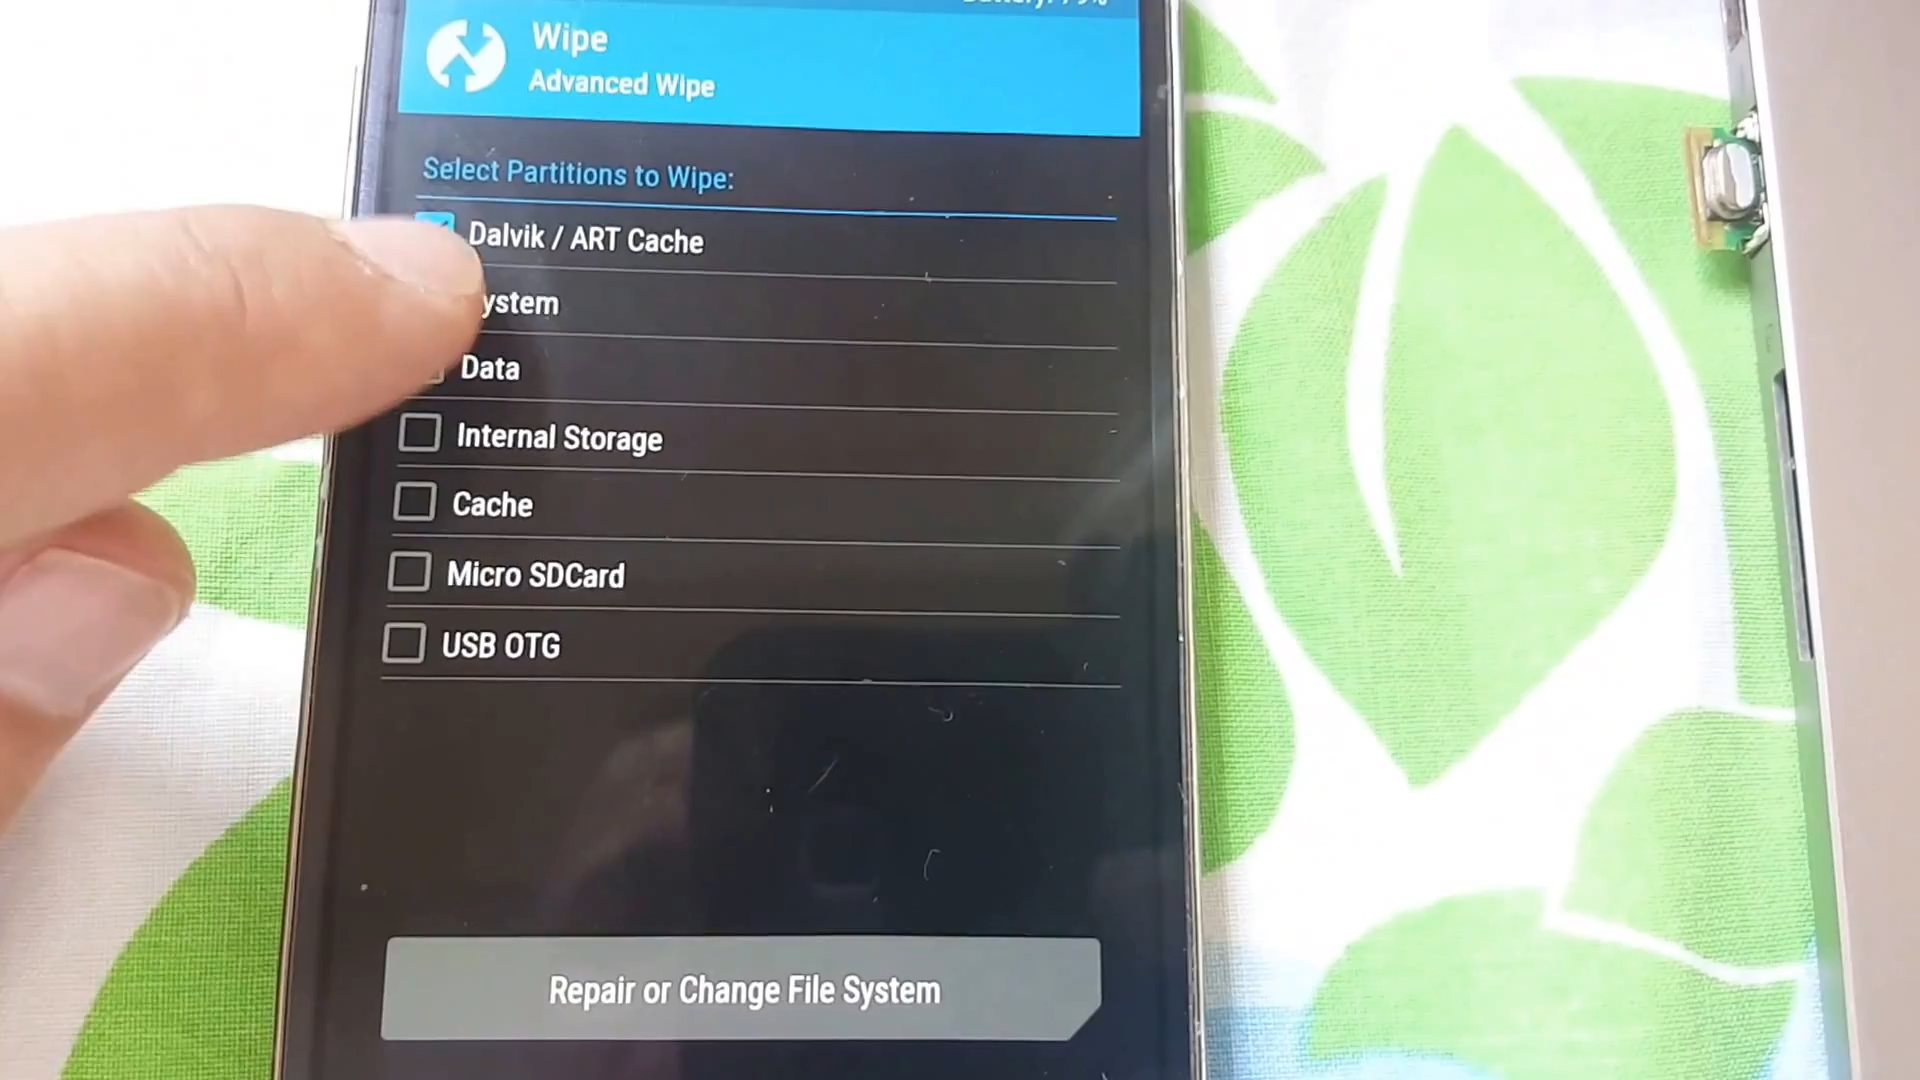 Wipe
Advanced Wipe
Select Partitions to Wipe:
Dalvik / ART Cache
ystem
Data
Internal Storage
Cache
Micro SDCard
USB OTG
Repair or Change File System